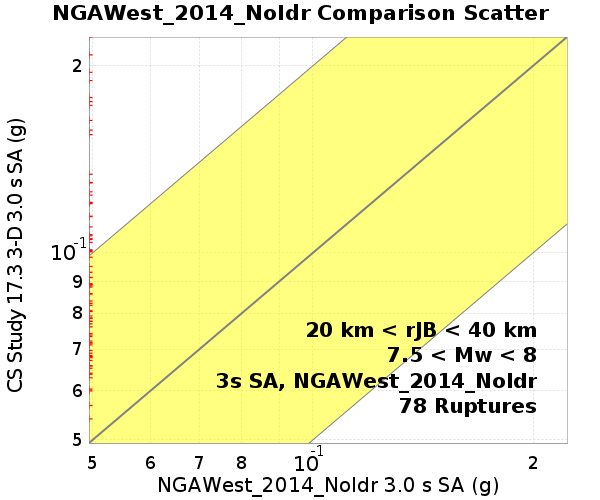 NGAWest_2014_NoIdr Comparison Scatter
CS Study 17.3 3-D 3.0 s SA (g)
2
10⁻¹
9
8
7
6
5
20 km < rJB < 40 km
7.5 < Mw < 8
3s SA, NGAWest_2014_NoIdr
78 Ruptures
5 6 7 8 10⁻¹ 2
NGAWest_2014_NoIdr 3.0 s SA (g)